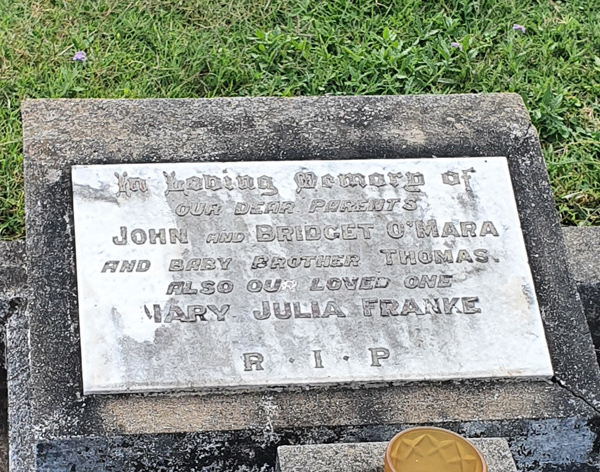 In Loving Memory of
OUR DEAR PARENTS
JOHN AND BRIDGET O'MARA
AND BABY BROTHER THOMAS.
ALSO OUR LOVED ONE
MARY JULIA FRANKE
R · I · P